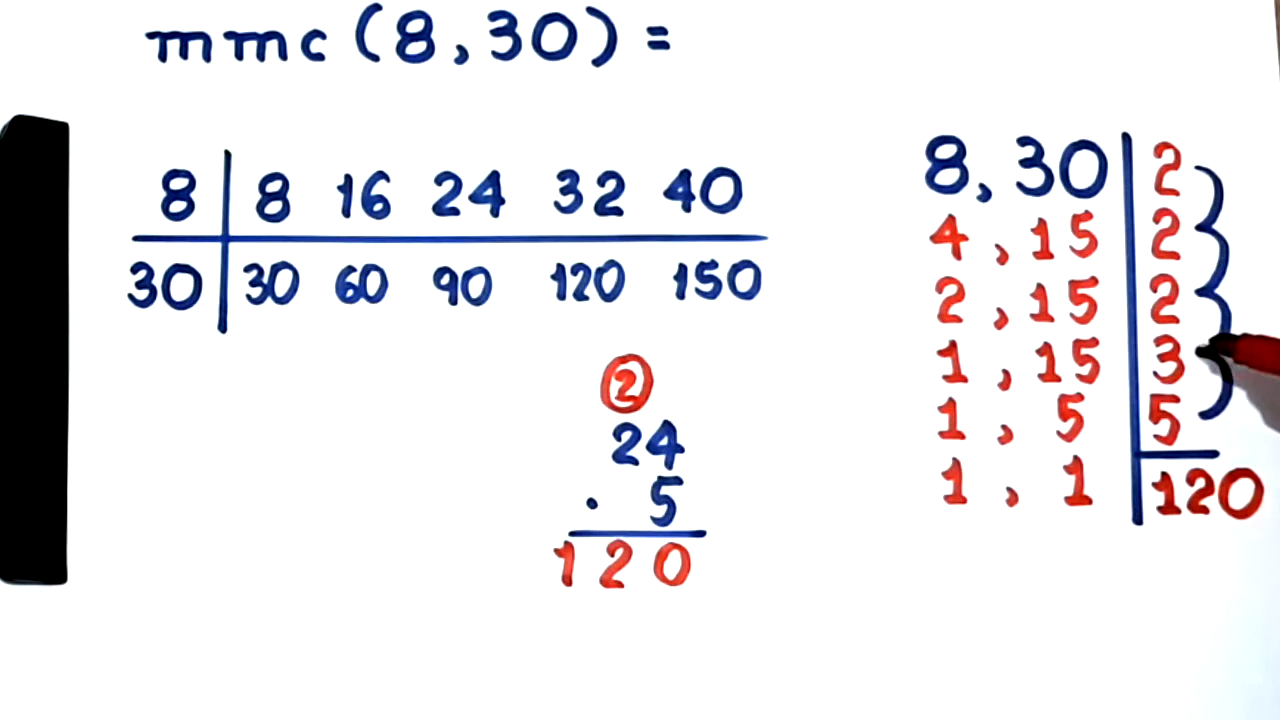 mmc (8,30) =
8 8 16 24 32 40
30 30 60 90 120 150
2
24
. 5
120
8, 30 2
4, 15 2
2, 15 2
1, 15 3
1, 5 5
1, 1 120